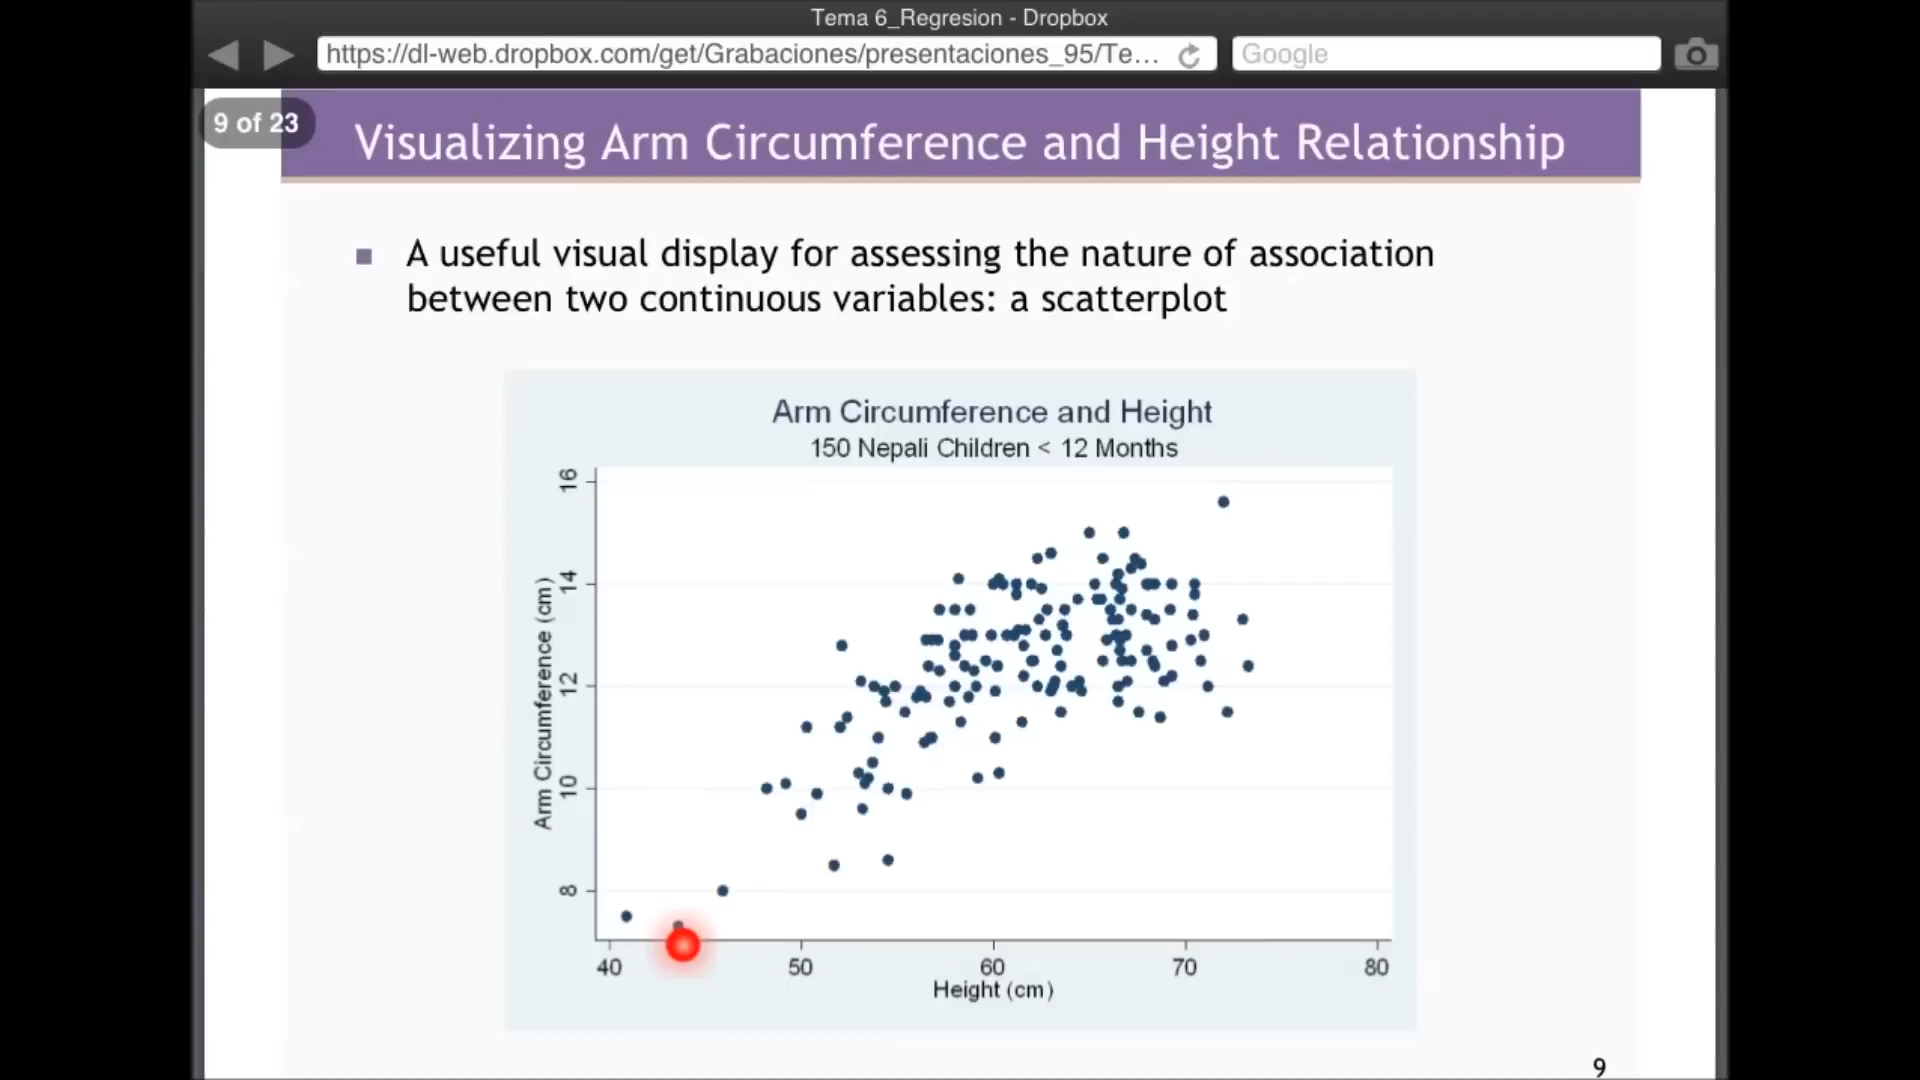 Tema 6_Regresion - Dropbox
https://dl-web.dropbox.com/get/Grabaciones/presentaciones_95/Te...
Google
9 of 23
Visualizing Arm Circumference and Height Relationship
A useful visual display for assessing the nature of association
between two continuous variables: a scatterplot
Arm Circumference and Height
150 Nepali Children < 12 Months
Arm Circumference (cm)
16
14
12
10
8
40 50 60 70 80
Height (cm)
9